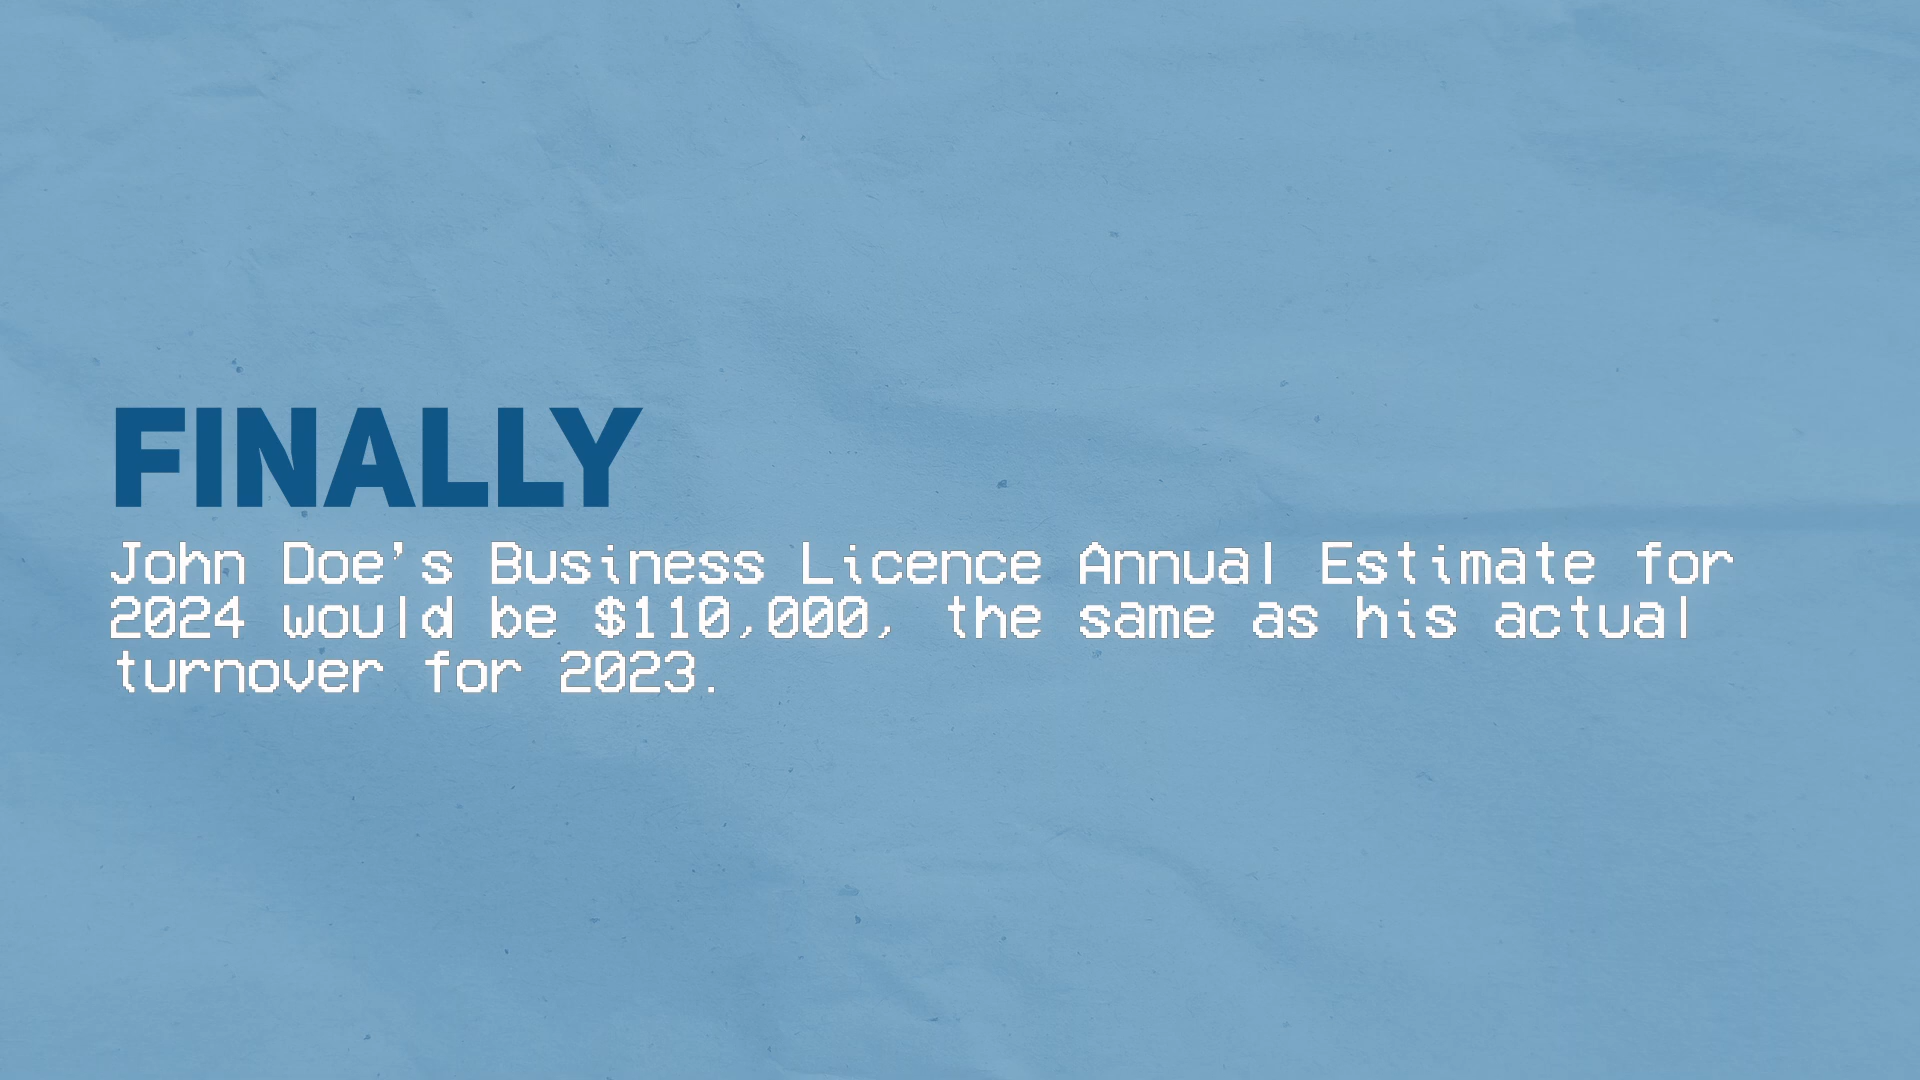 FINALLY
John Doe's Business Licence Annual Estimate for
2024 would be $110,000, the same as his actual
turnover for 2023.